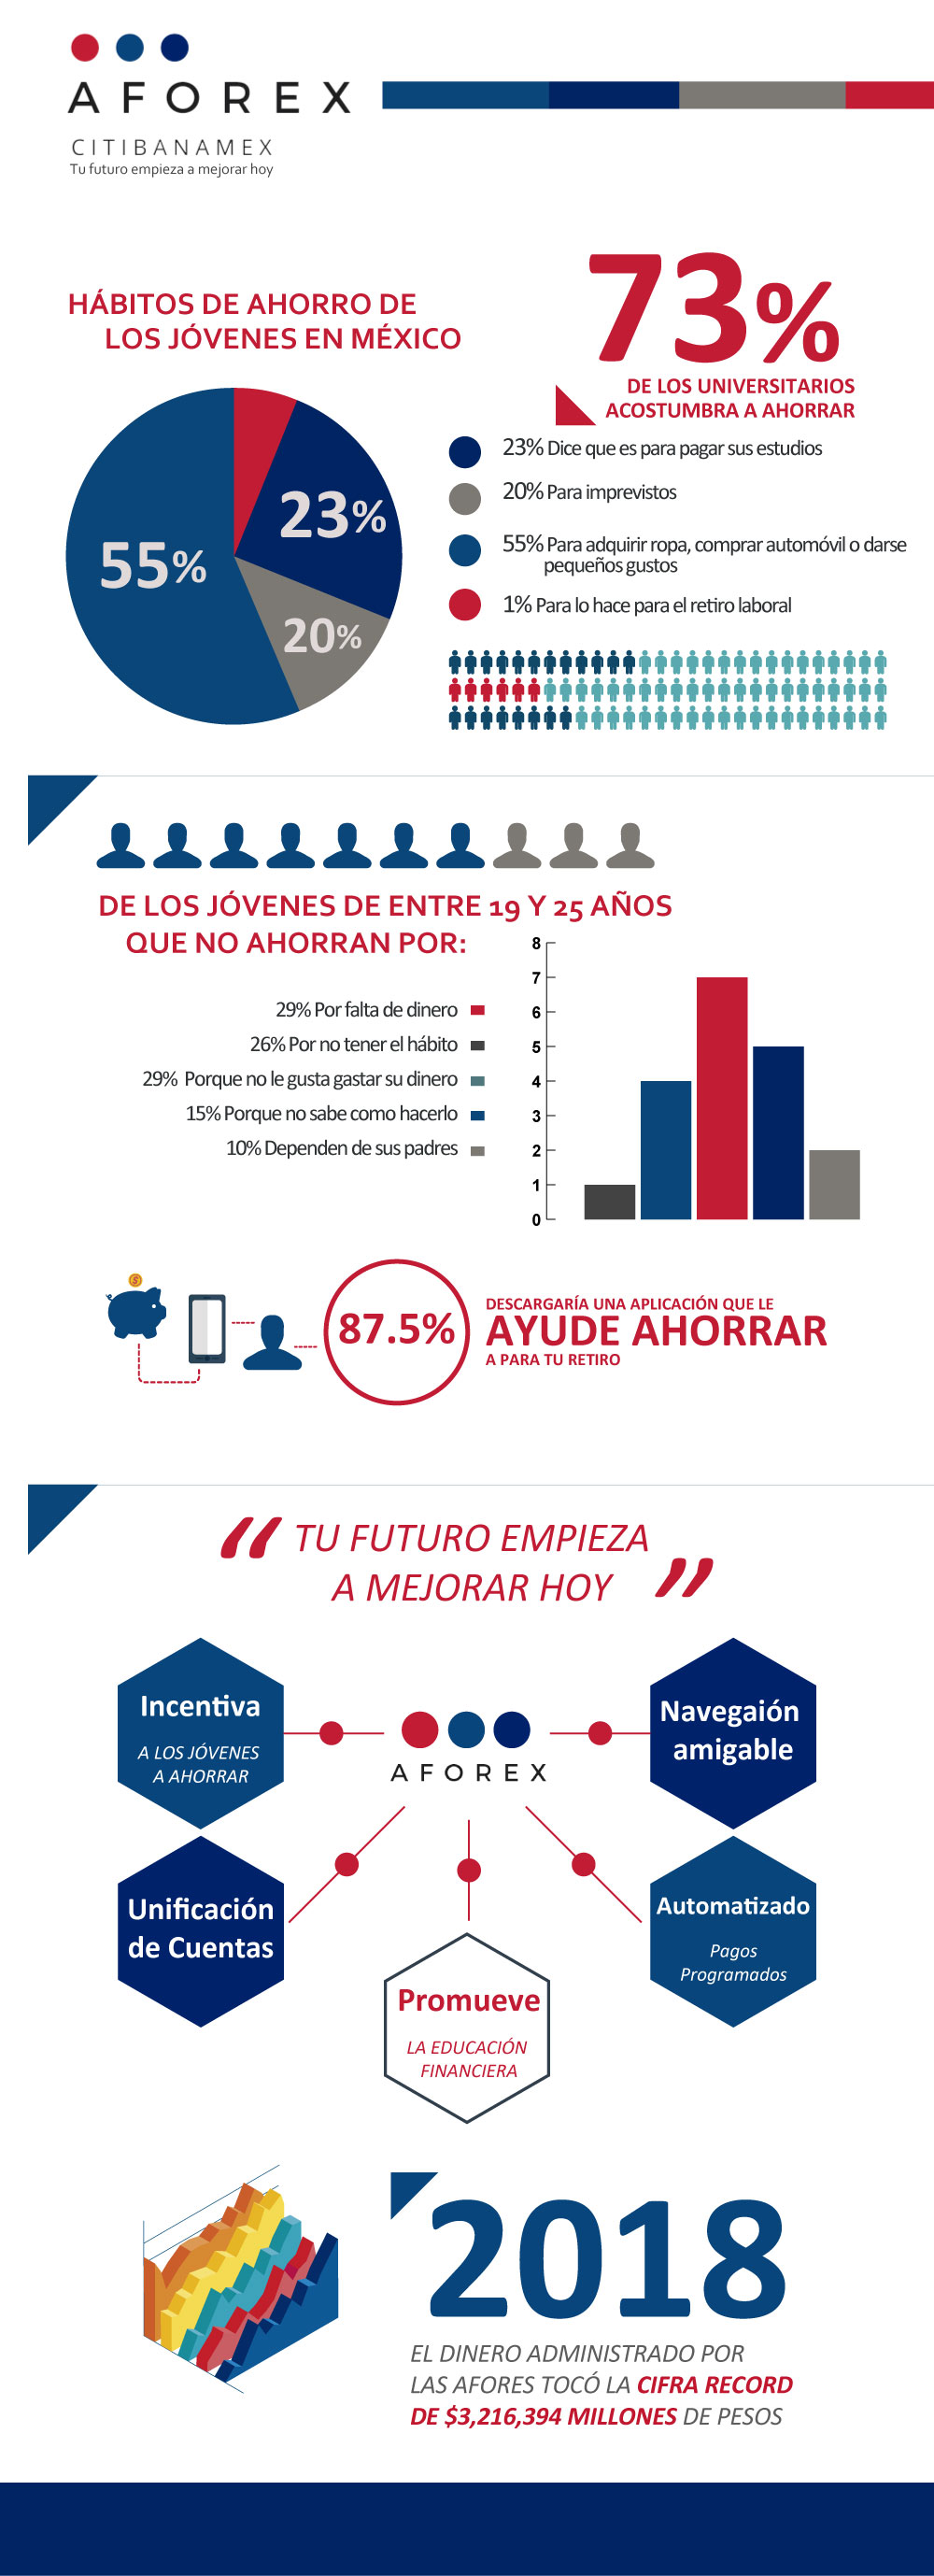 AFOREX
CITIBANAMEX
Tu futuro empieza a mejorar hoy
HÁBITOS DE AHORRO DE
LOS JÓVENES EN MÉXICO
73%
DE LOS UNIVERSITARIOS
ACOSTUMBRA A AHORRAR
23%
55%
20%
23% Dice que es para pagar sus estudios
20% Para imprevistos
55% Para adquirir ropa, comprar automóvil o darse
pequeños gustos
1% Para lo hace para el retiro laboral
DE LOS JÓVENES DE ENTRE 19 Y 25 AÑOS
QUE NO AHORRAN POR:
29% Por falta de dinero
26% Por no tener el hábito
29% Porque no le gusta gastar su dinero
15% Porque no sabe como hacerlo
10% Dependen de sus padres
8
7
6
5
4
3
2
1
0
$
87.5%
DESCARGARÍA UNA APLICACIÓN QUE LE
AYUDE AHORRAR
A PARA TU RETIRO
“ TU FUTURO EMPIEZA
A MEJORAR HOY ”
Incentiva
A LOS JÓVENES
A AHORRAR
AFOREX
Navegaión
amigable
Unificación
de Cuentas
Automatizado
Pagos
Programados
Promueve
LA EDUCACIÓN
FINANCIERA
2018
EL DINERO ADMINISTRADO POR
LAS AFORES TOCÓ LA CIFRA RECORD
DE $3,216,394 MILLONES DE PESOS